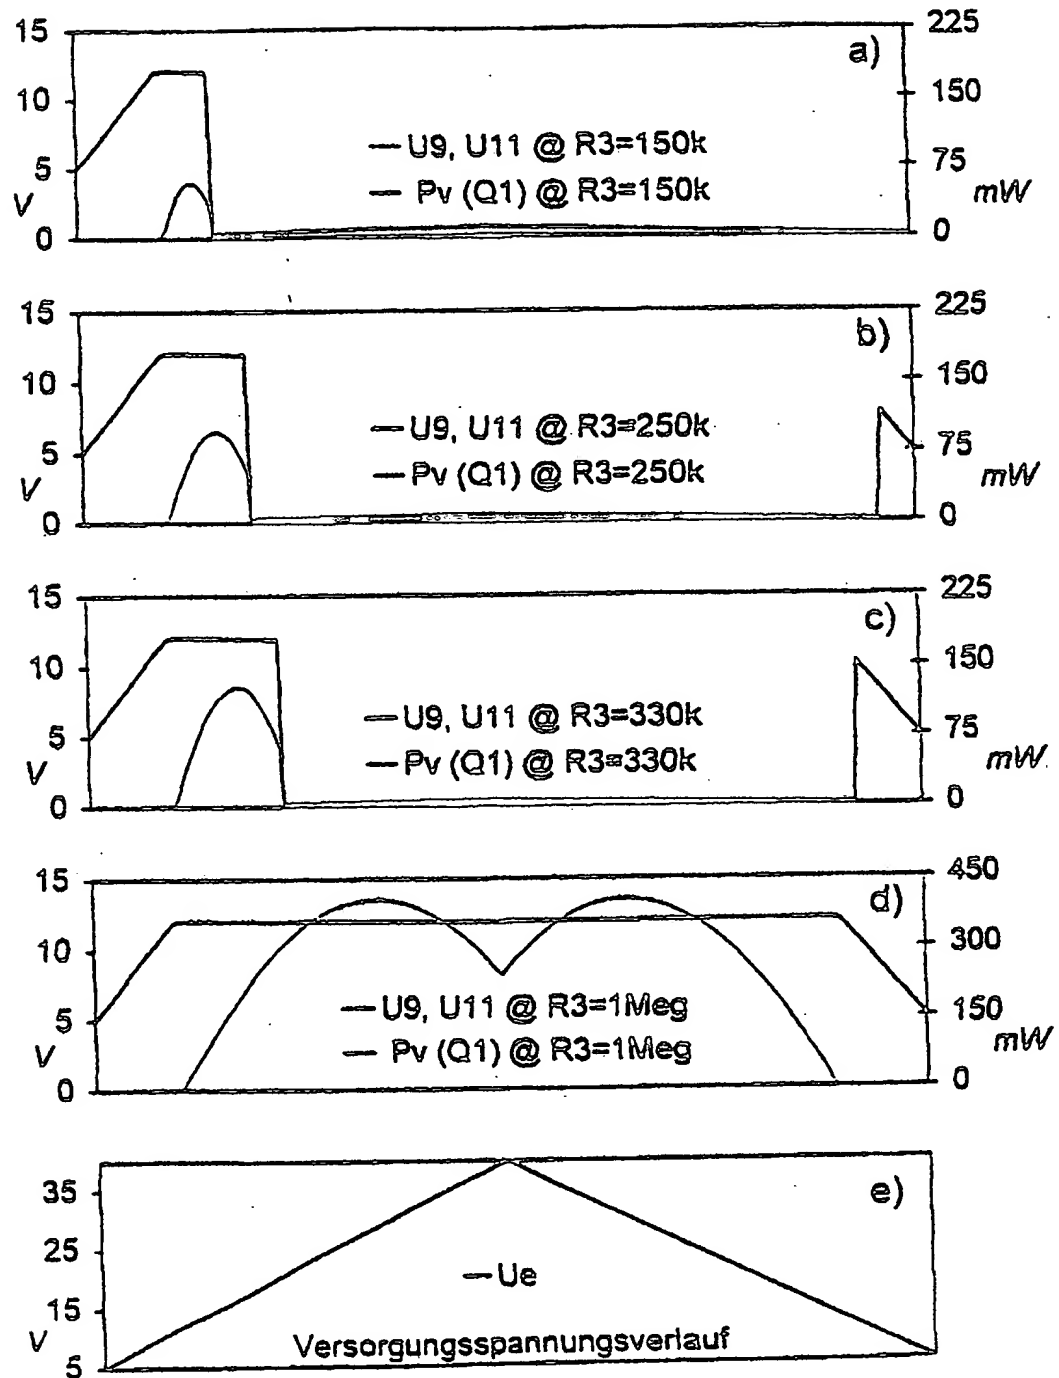 15
10
5
V
0
a)
— U9, U11 @ R3=150k
— Pv (Q1) @ R3=150k
225
150
75
mW
0
15
10
5
V
0
b)
— U9, U11 @ R3=250k
— Pv (Q1) @ R3=250k
225
150
75
mW
0
15
10
5
V
0
c)
— U9, U11 @ R3=330k
— Pv (Q1) @ R3=330k
225
150
75
mW
0
15
10
5
V
0
d)
— U9, U11 @ R3=1Meg
— Pv (Q1) @ R3=1Meg
450
300
150
mW
0
35
25
15
V
5
e)
— Ue
Versorgungsspannungsverlauf